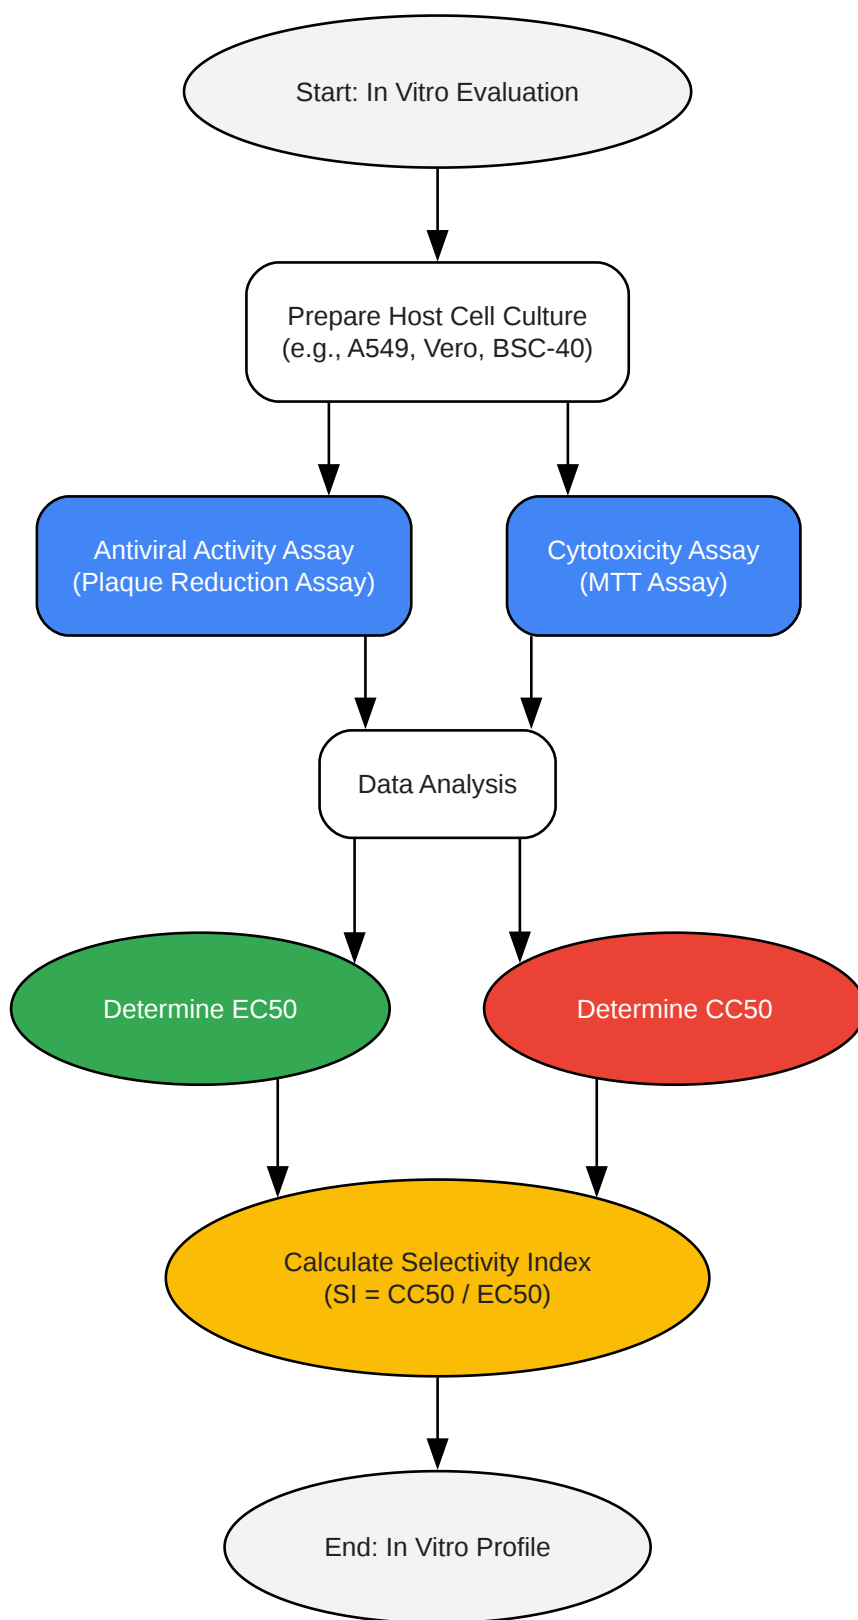 Start: In Vitro Evaluation
Prepare Host Cell Culture
(e.g., A549, Vero, BSC-40)
Antiviral Activity Assay
(Plaque Reduction Assay)
Cytotoxicity Assay
(MTT Assay)
Data Analysis
Determine EC50
Determine CC50
Calculate Selectivity Index
(SI = CC50 / EC50)
End: In Vitro Profile